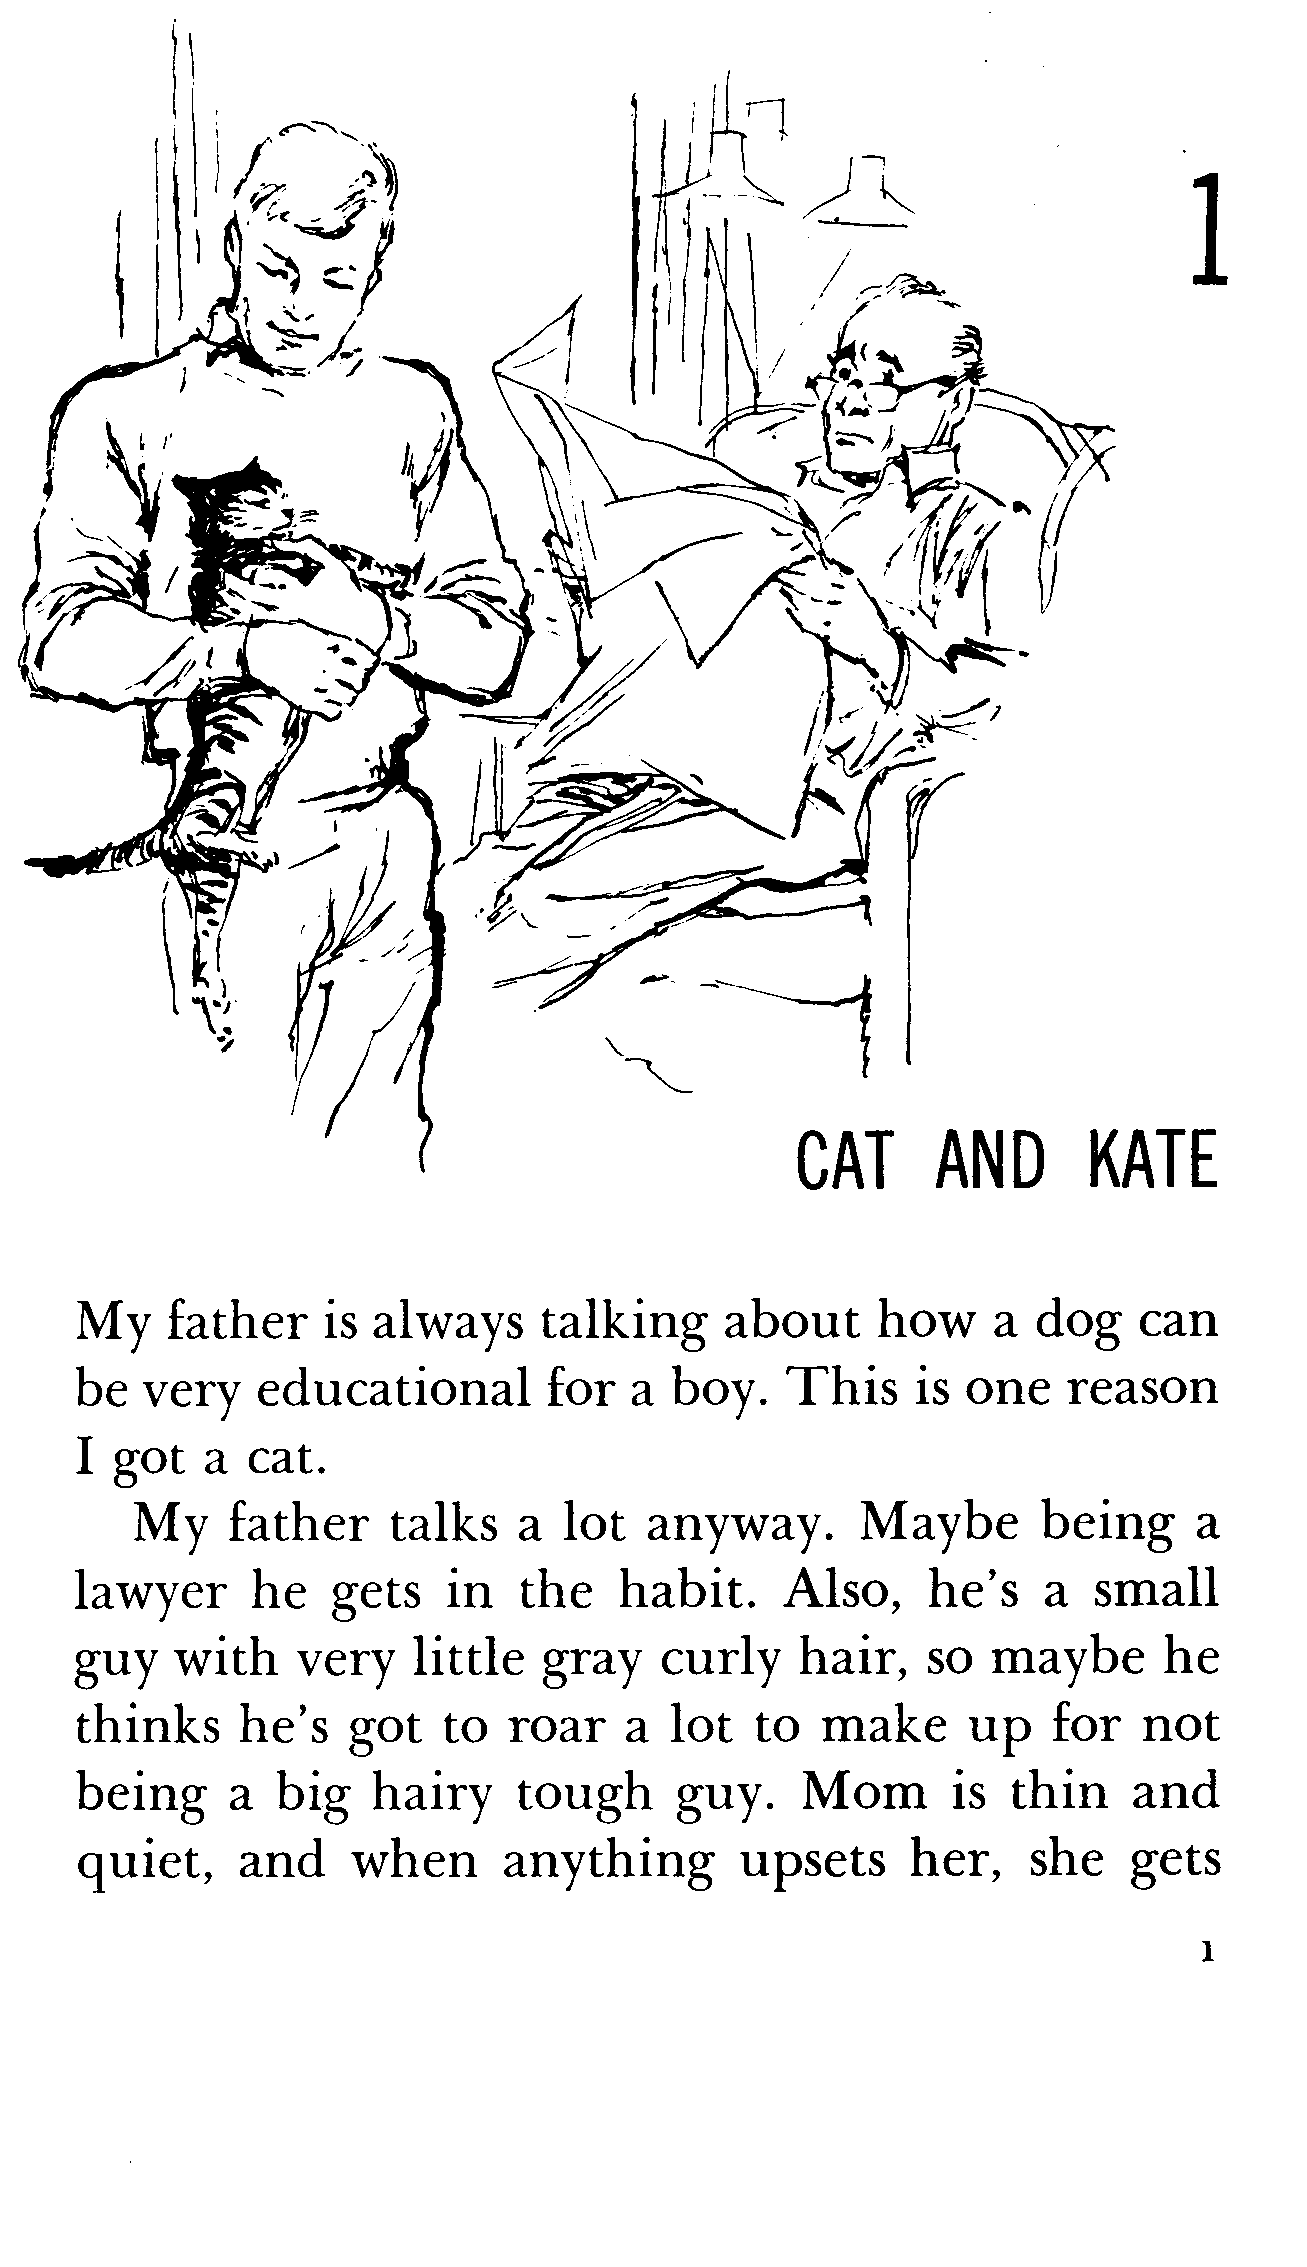 1
CAT AND KATE
My father is always talking about how a dog can
be very educational for a boy. This is one reason
I got a cat.
My father talks a lot anyway. Maybe being a
lawyer he gets in the habit. Also, he's a small
guy with very little gray curly hair, so maybe he
thinks he's got to roar a lot to make up for not
being a big hairy tough guy. Mom is thin and
quiet, and when anything upsets her, she gets
1